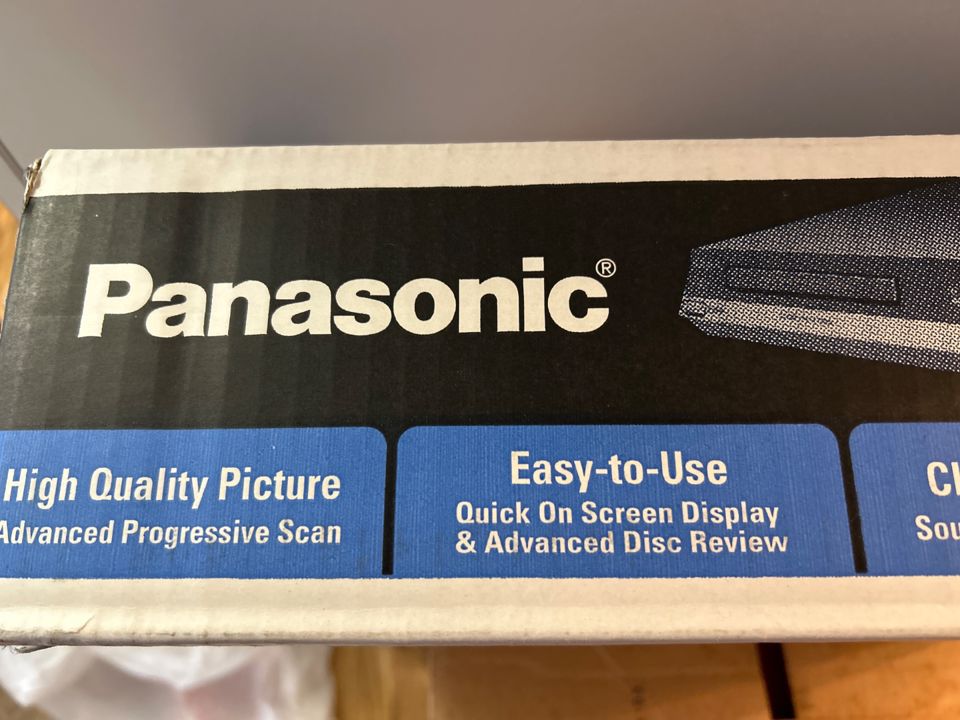 Panasonic®
High Quality Picture
Advanced Progressive Scan
Easy-to-Use
Quick On Screen Display
& Advanced Disc Review